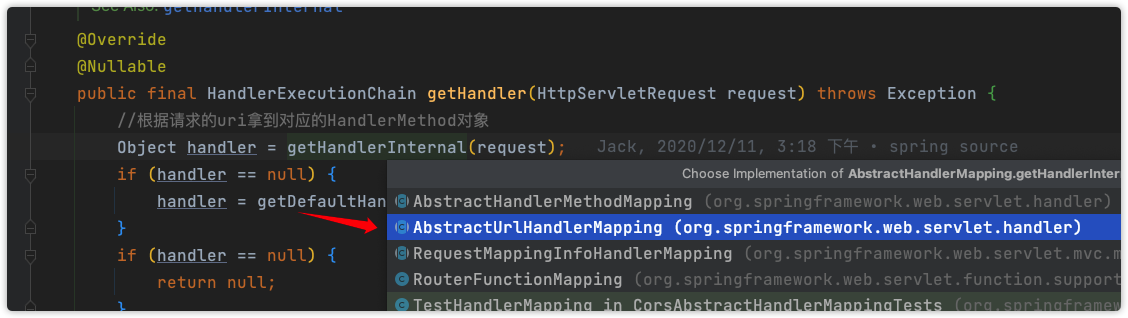 See Also: getHandlerInternal
@Override
@Nullable
public final HandlerExecutionChain getHandler(HttpServletRequest request) throws Exception {
//根据请求的uri拿到对应的HandlerMethod对象
Object handler = getHandlerInternal(request); Jack, 2020/12/11, 3:18 下午 • spring source
if (handler == null) {
Choose Implementation of AbstractHandlerMapping.getHandlerInter
handler = getDefaultHan
AbstractHandlerMethodMapping (org.springframework.web.servlet.handler)
}
AbstractUrlHandlerMapping (org.springframework.web.servlet.handler)
if (handler == null) {
RequestMappingInfoHandlerMapping (org.springframework.web.servlet.mvc.m
return null;
RouterFunctionMapping (org.springframework.web.servlet.function.support
}
TestHandlerMapping in CorsAbstractHandlerMappingTests (org.springframew